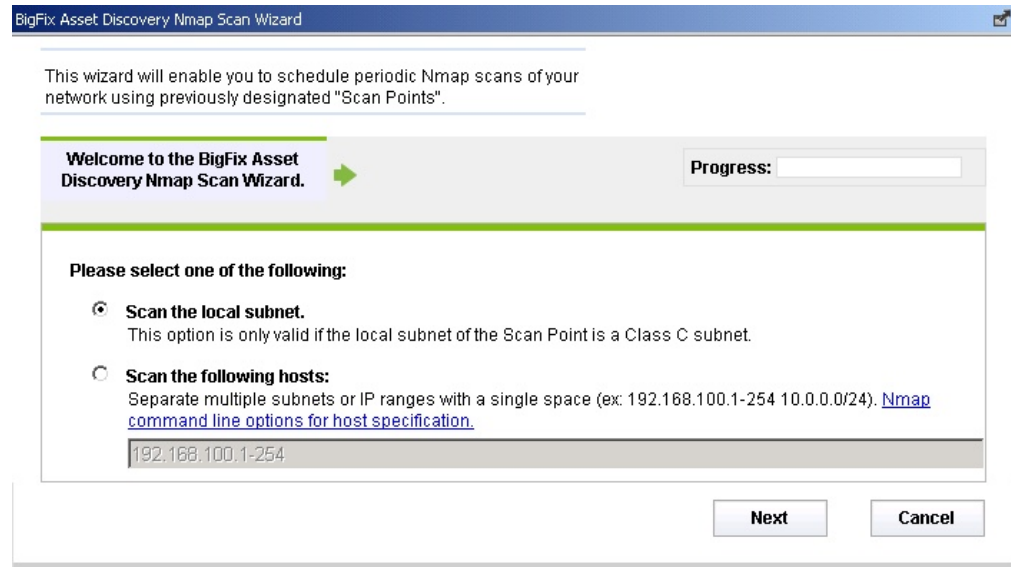 BigFix Asset Discovery Nmap Scan Wizard
This wizard will enable you to schedule periodic Nmap scans of your
network using previously designated "Scan Points".
Welcome to the BigFix Asset
Discovery Nmap Scan Wizard.
Progress:
Please select one of the following:
Scan the local subnet.
This option is only valid if the local subnet of the Scan Point is a Class C subnet.
Scan the following hosts:
Separate multiple subnets or IP ranges with a single space (ex: 192.168.100.1-254 10.0.0.0/24). Nmap
command line options for host specification.
192.168.100.1-254
Next Cancel